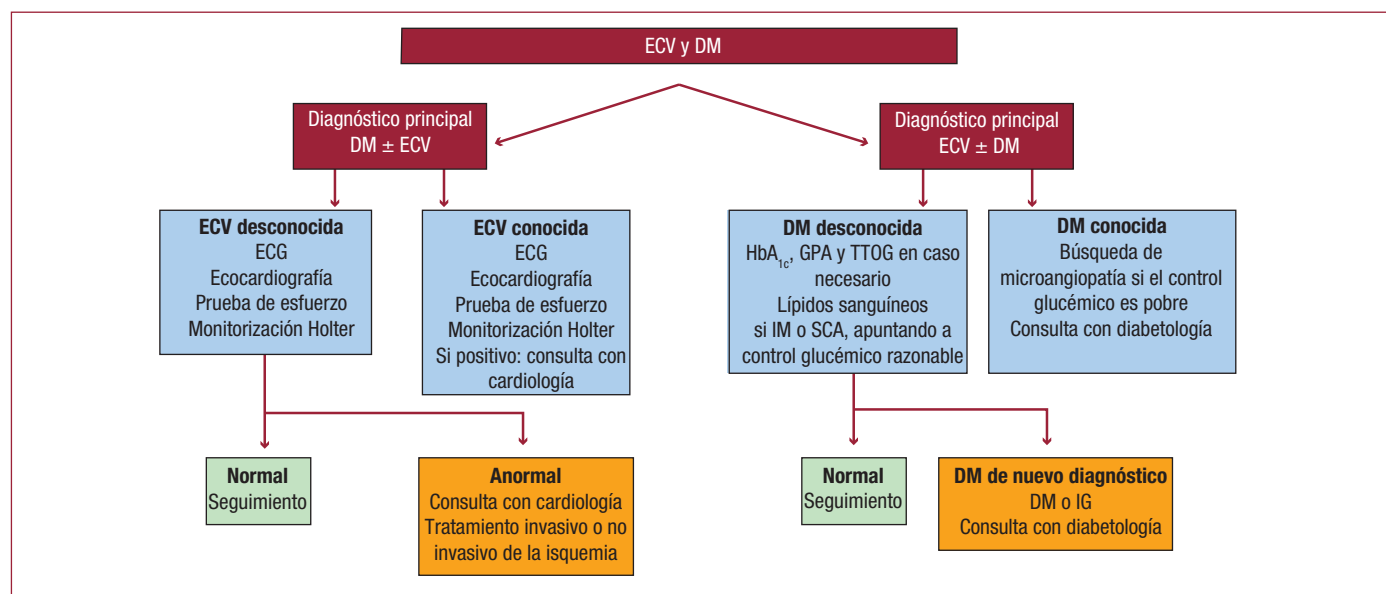 ECV y DM
Diagnóstico principal
DM ± ECV
Diagnóstico principal
ECV ± DM
ECV desconocida
ECG
Ecocardiografía
Prueba de esfuerzo
Monitorización Holter
ECV conocida
ECG
Ecocardiografía
Prueba de esfuerzo
Monitorización Holter
Si positivo: consulta con
cardiología
DM desconocida
HbA1c, GPA y TTOG en caso
necesario
Lípidos sanguíneos
si IM o SCA, apuntando a
control glucémico razonable
DM conocida
Búsqueda de
microangiopatía si el control
glucémico es pobre
Consulta con diabetología
Normal
Seguimiento
Anormal
Consulta con cardiología
Tratamiento invasivo o no
invasivo de la isquemia
Normal
Seguimiento
DM de nuevo diagnóstico
DM o IG
Consulta con diabetología